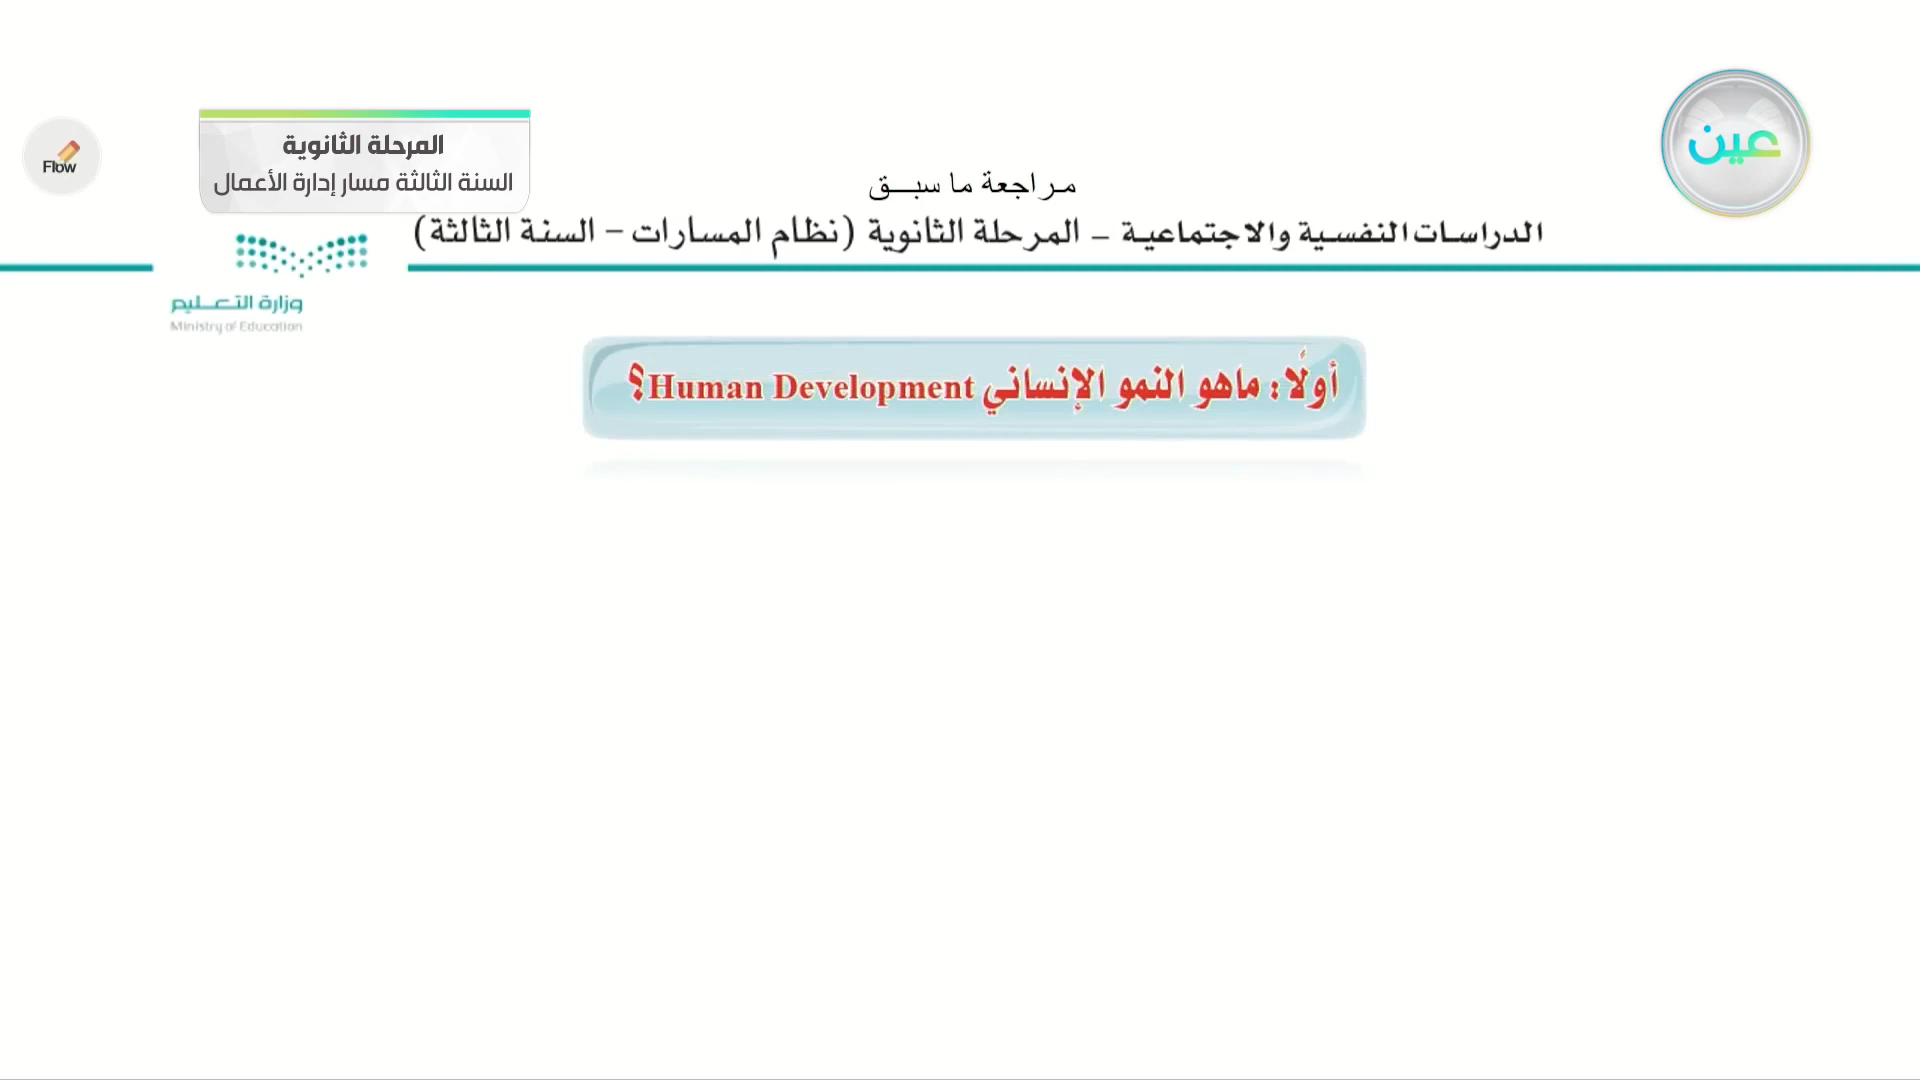 عين
المرحلة الثانوية
السنة الثالثة مسار إدارة الأعمال
Flow
مراجعة ما سبق
الدراسات النفسية والاجتماعية – المرحلة الثانوية (نظام المسارات – السنة الثالثة)
وزارة التعليم
Ministry of Education
أولًا: ماهو النمو الإنساني Human Development؟